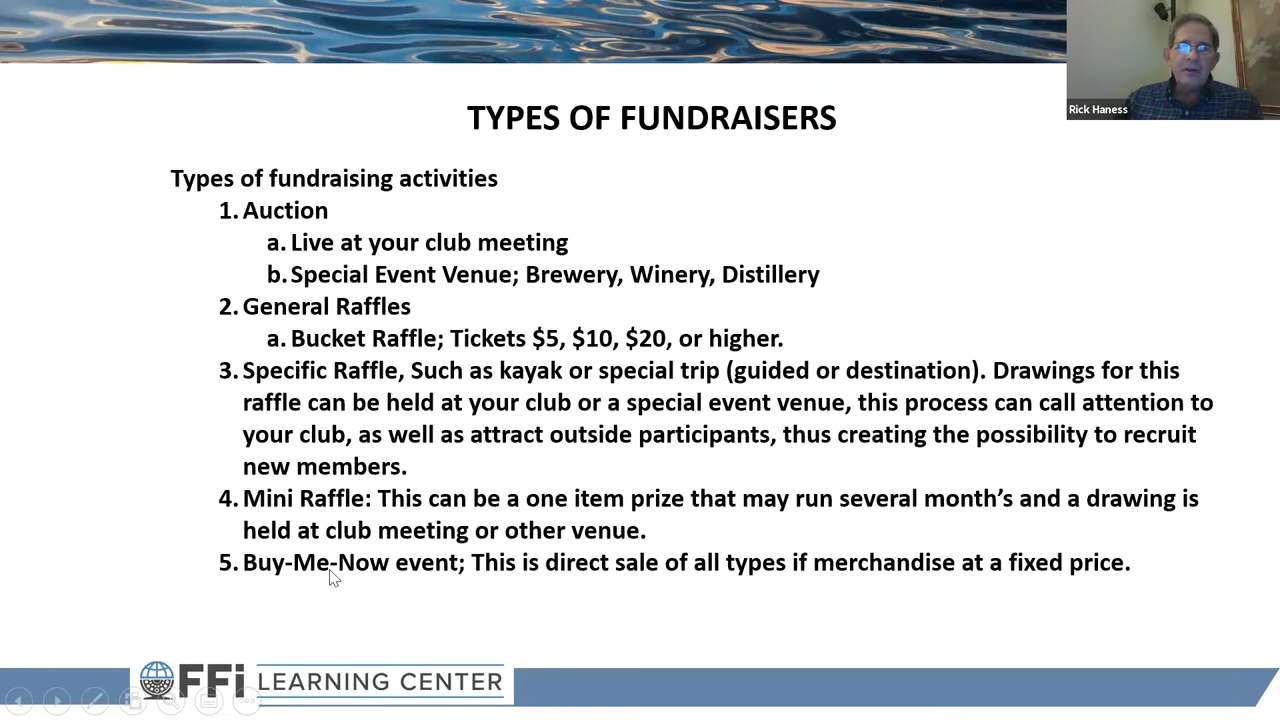 Rick Haness
TYPES OF FUNDRAISERS
Types of fundraising activities
1. Auction
a. Live at your club meeting
b. Special Event Venue; Brewery, Winery, Distillery
2. General Raffles
a. Bucket Raffle; Tickets $5, $10, $20, or higher.
3. Specific Raffle, Such as kayak or special trip (guided or destination). Drawings for this
raffle can be held at your club or a special event venue, this process can call attention to
your club, as well as attract outside participants, thus creating the possibility to recruit
new members.
4. Mini Raffle: This can be a one item prize that may run several month’s and a drawing is
held at club meeting or other venue.
5. Buy-Me-Now event; This is direct sale of all types if merchandise at a fixed price.
FFi LEARNING CENTER